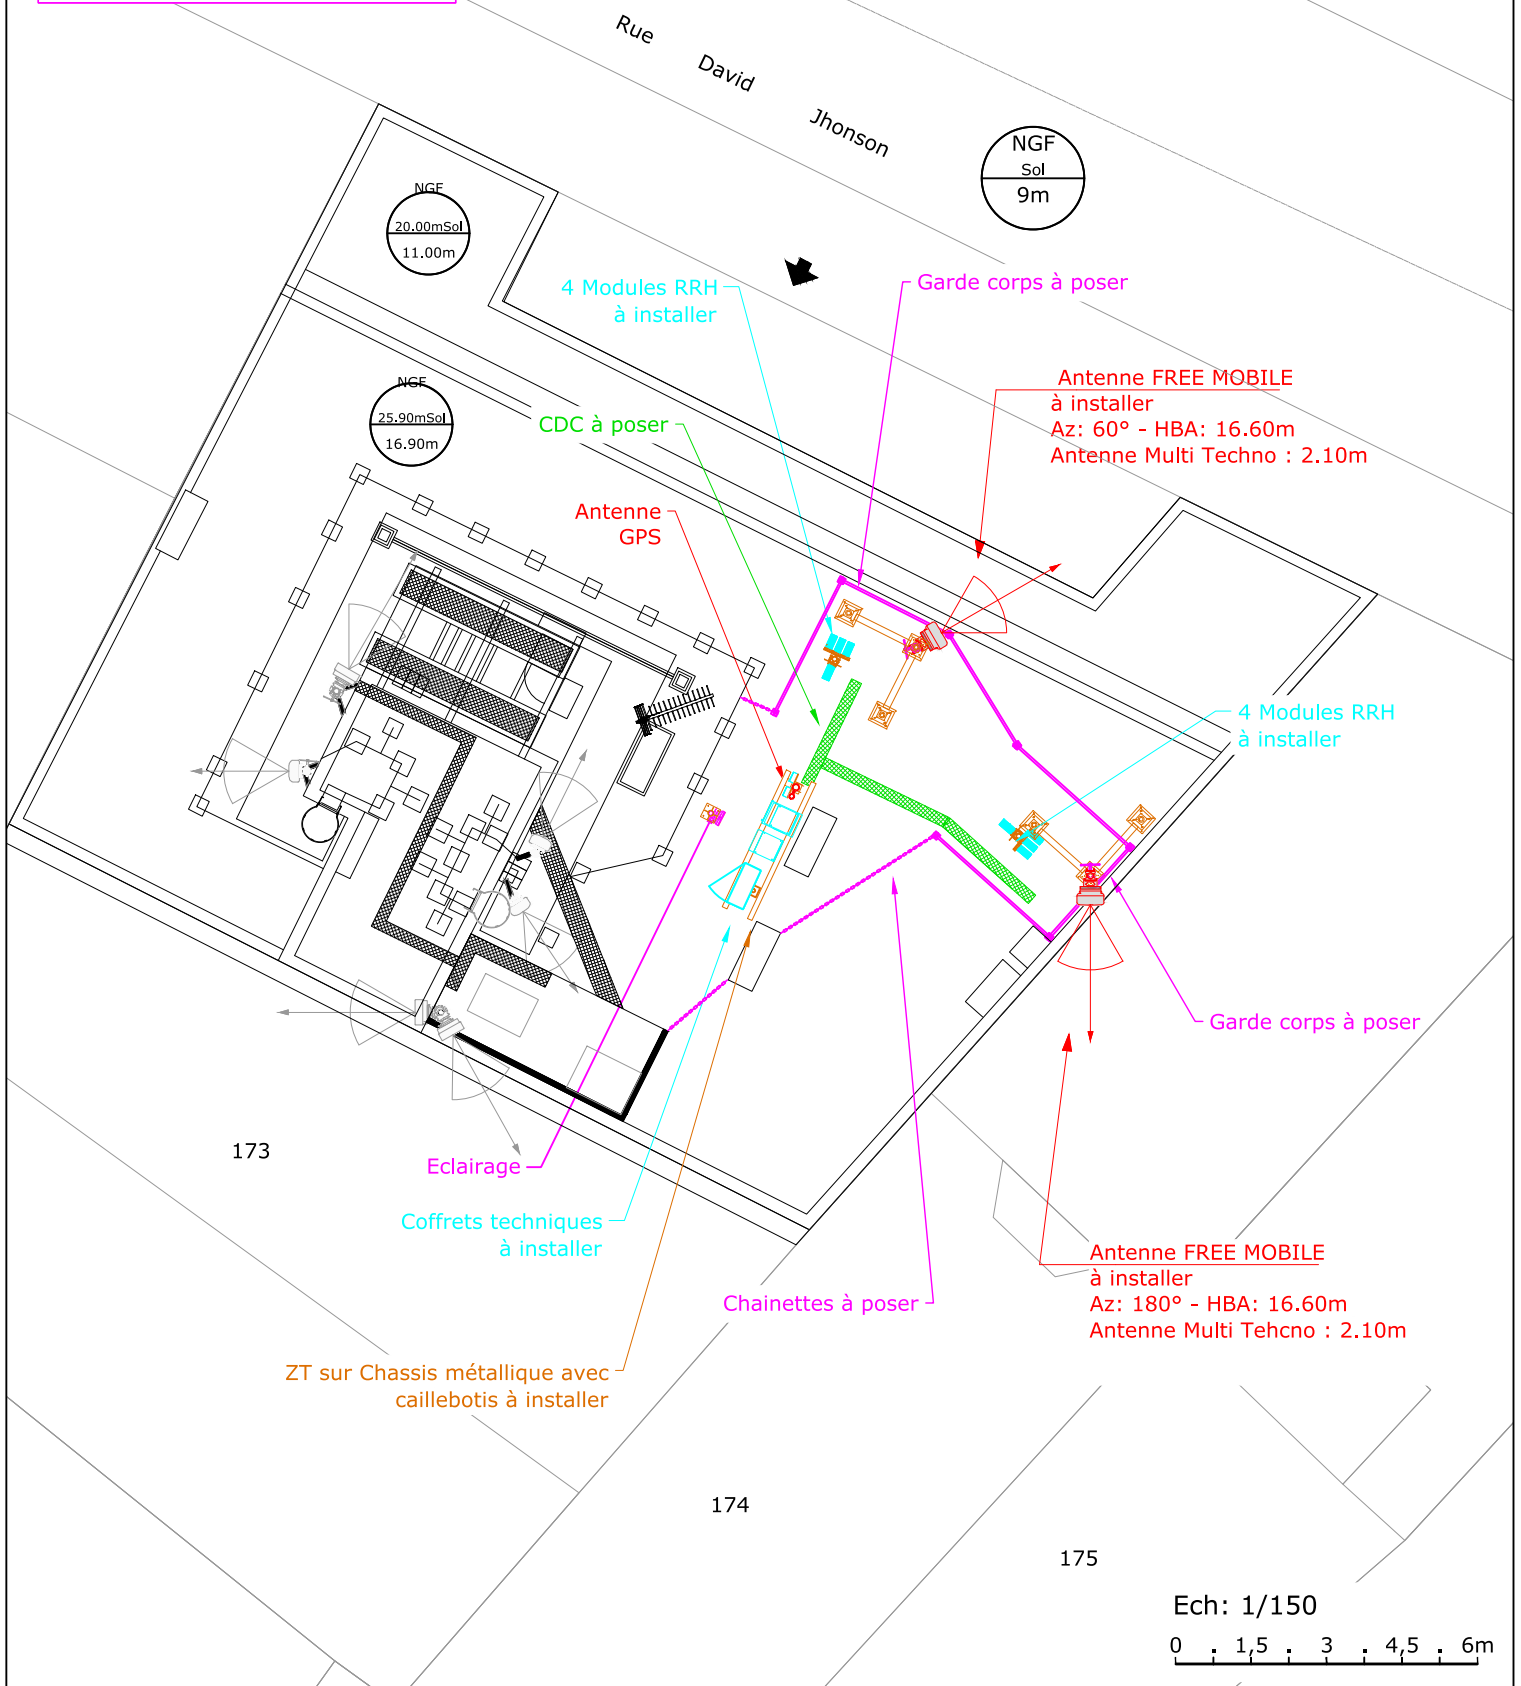 Rue
David
Jhonson
NGF
Sol
9m
NGF
20.00mSol
11.00m
4 Modules RRH
à installer
Garde corps à poser
NGF
25.90mSol
16.90m
CDC à poser
Antenne FREE MOBILE
à installer
Az: 60° - HBA: 16.60m
Antenne Multi Techno : 2.10m
Antenne
GPS
4 Modules RRH
à installer
Garde corps à poser
173
Eclairage
Coffrets techniques
à installer
Antenne FREE MOBILE
à installer
Az: 180° - HBA: 16.60m
Antenne Multi Tehcno : 2.10m
Chainettes à poser
ZT sur Chassis métallique avec
caillebotis à installer
174
175
Ech: 1/150
0 . 1,5 . 3 . 4,5 . 6m